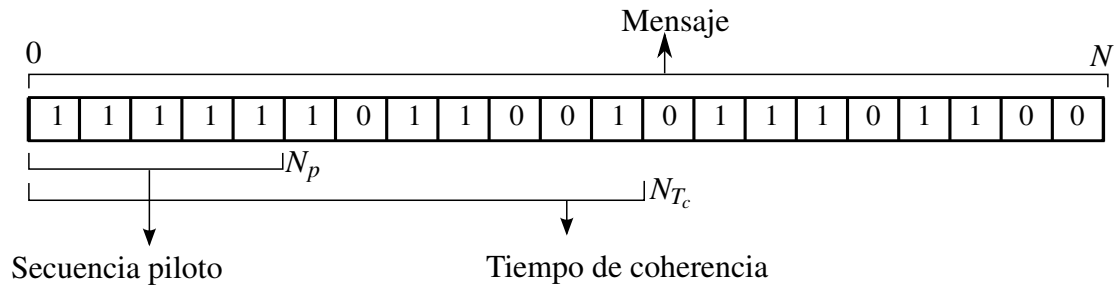 Mensaje
0 N
1 1 1 1 1 1 0 1 1 0 0 1 0 1 1 1 0 1 1 0 0
N_p
N_{T_c}
Secuencia piloto Tiempo de coherencia